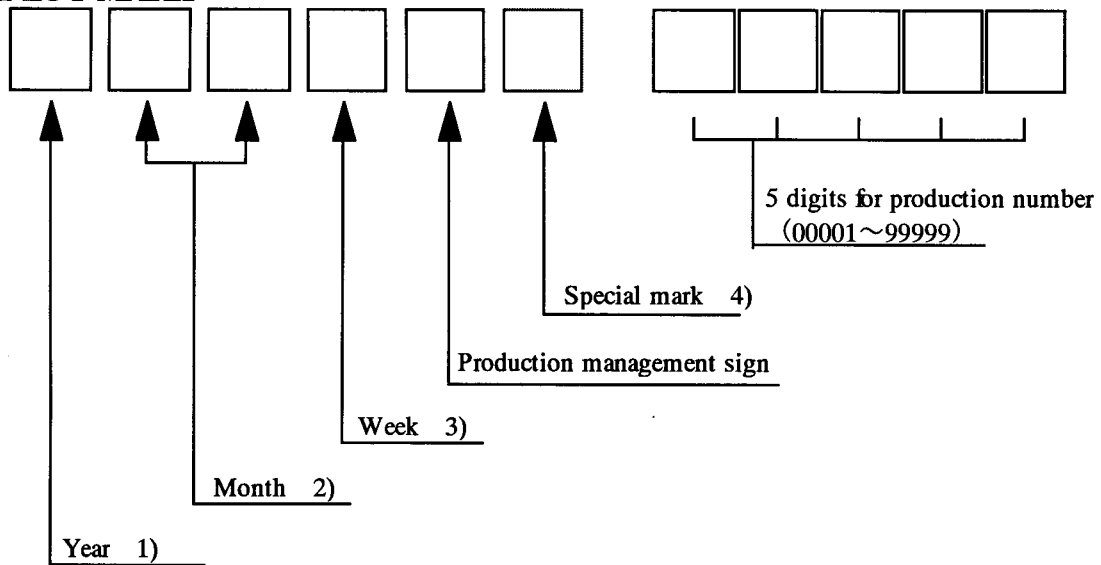 5 digits for production number
(00001～99999)
Special mark 4)
Production management sign
Week 3)
Month 2)
Year 1)